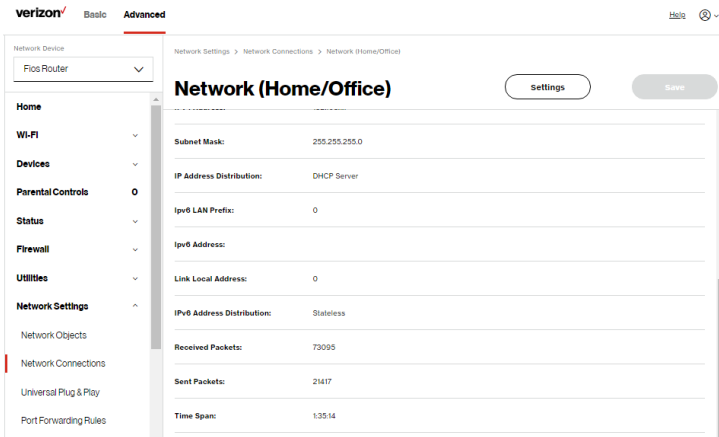 verizon✓ Basic Advanced Help
Network Device
Fios Router
Home
Wi-Fi
Devices
Parental Controls 0
Status
Firewall
Utilities
Network Settings
Network Objects
Network Connections
Universal Plug & Play
Port Forwarding Rules
Network Settings > Network Connections > Network (Home/Office)
Network (Home/Office) Settings Save
Subnet Mask: 255.255.255.0
IP Address Distribution: DHCP Server
Ipv6 LAN Prefix: 0
Ipv6 Address:
Link Local Address: 0
IPv6 Address Distribution: Stateless
Received Packets: 73095
Sent Packets: 21417
Time Span: 1:35:14